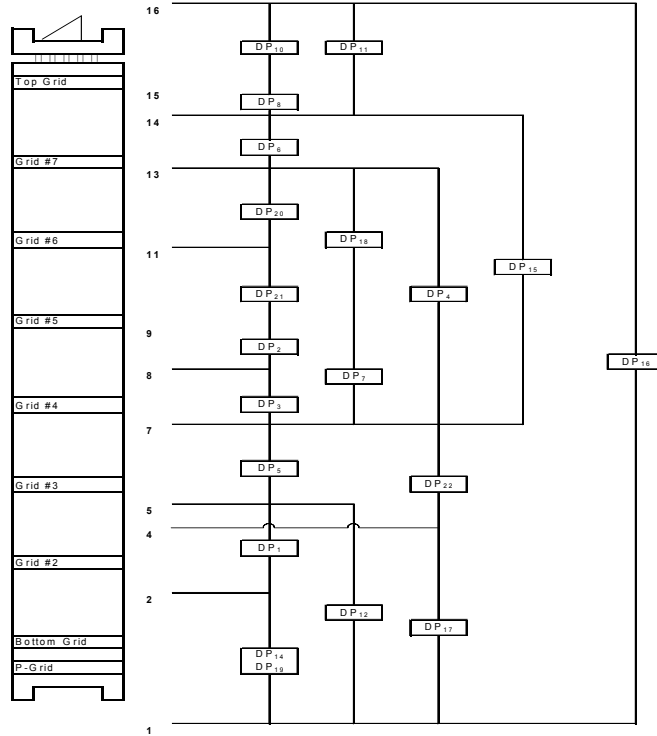 16
DP₁₀
DP₁₁
Top Grid
15
DP₈
14
DP₆
Grid #7
13
DP₂₀
Grid #6
DP₁₈
11
DP₁₅
DP₂₁
DP₄
Grid #5
9
DP₂
DP₁₆
8
DP₇
Grid #4
DP₃
7
DP₅
Grid #3
DP₂₂
5
4
DP₁
Grid #2
2
DP₁₂
DP₁₇
Bottom Grid
DP₁₄
DP₁₉
P-Grid
1